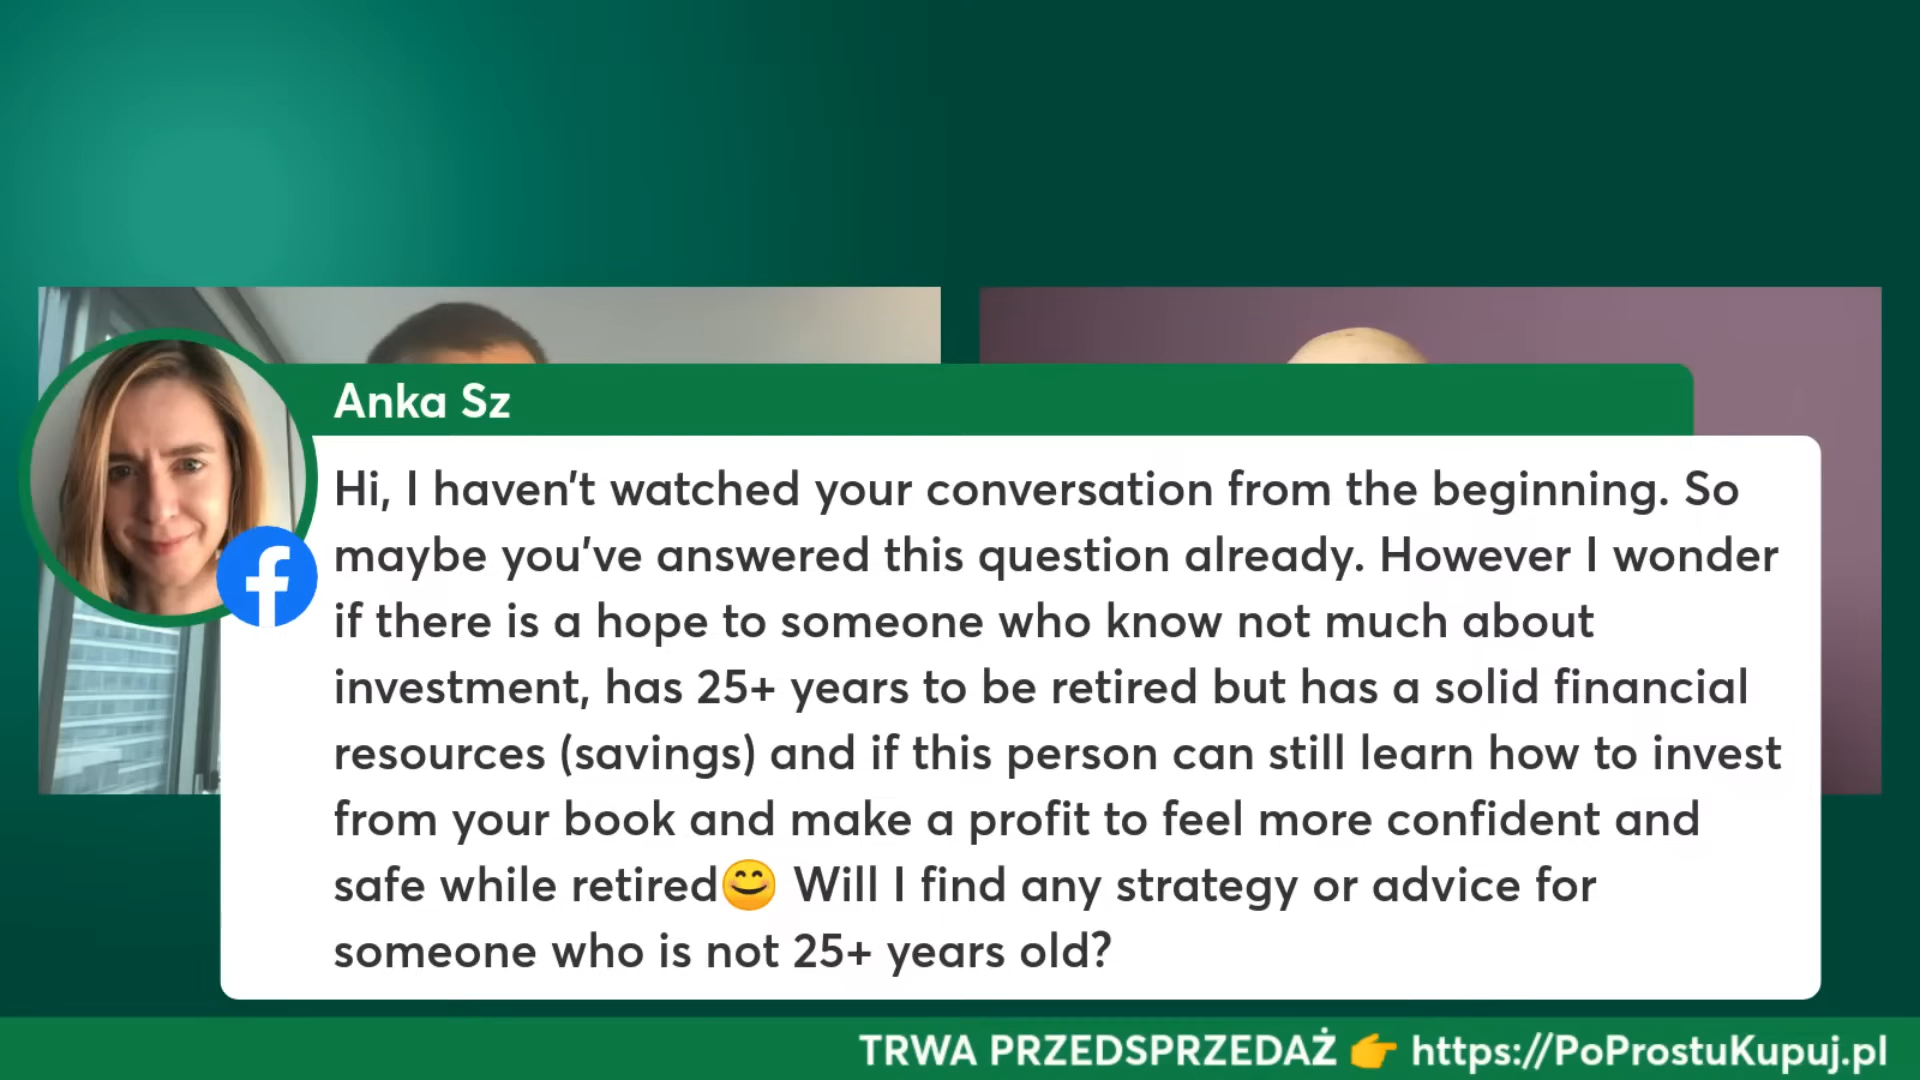 Anka Sz
Hi, I haven't watched your conversation from the beginning. So
maybe you've answered this question already. However I wonder
if there is a hope to someone who know not much about
investment, has 25+ years to be retired but has a solid financial
resources (savings) and if this person can still learn how to invest
from your book and make a profit to feel more confident and
safe while retired😊 Will I find any strategy or advice for
someone who is not 25+ years old?
TRWA PRZEDSPRZEDAŻ 👉 https://PoProstuKupuj.pl